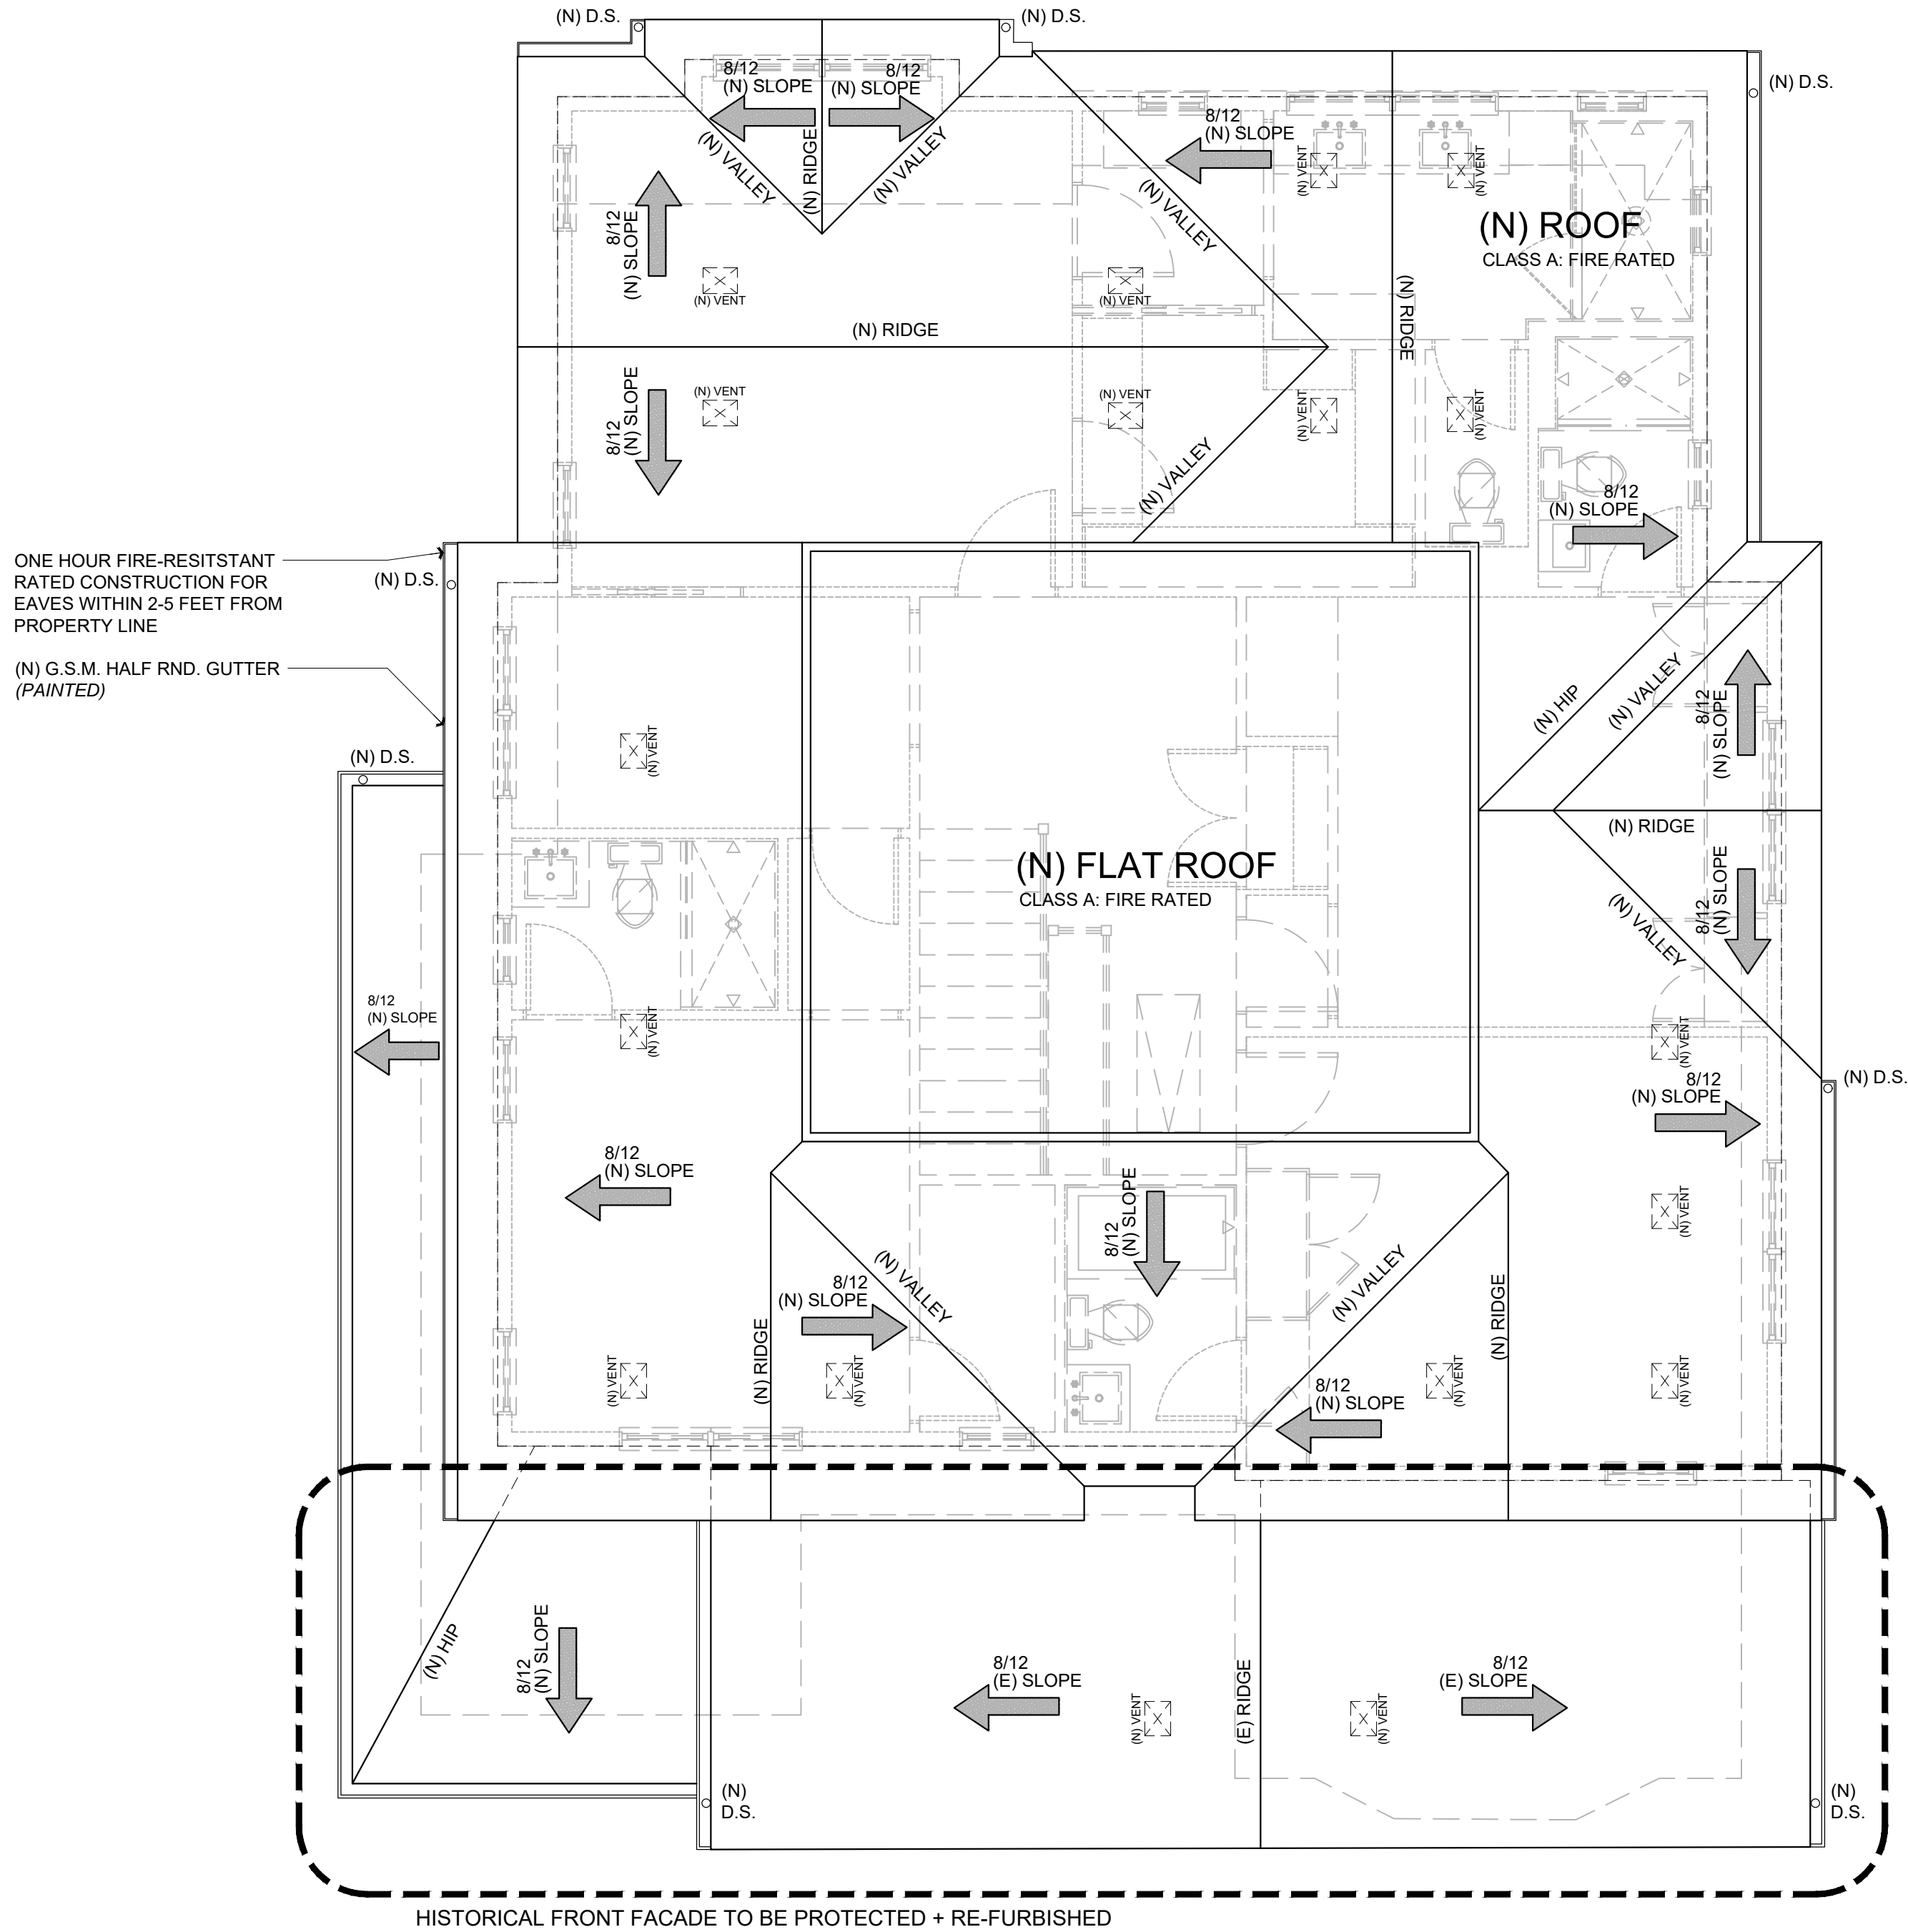 (N) D.S.
(N) D.S.
8/12
(N) SLOPE
8/12
(N) SLOPE
(N) D.S.
(N) VALLEY
(N) RIDGE
(N) VALLEY
8/12
(N) SLOPE
(N) VENT
(N) VENT
(N) VALLEY
(N) ROOF
CLASS A: FIRE RATED
8/12
(N) SLOPE
(N) VENT
(N) VENT
(N) RIDGE
(N) RIDGE
8/12
(N) SLOPE
(N) VENT
(N) VENT
(N) VENT
(N) VENT
(N) VALLEY
8/12
(N) SLOPE
ONE HOUR FIRE-RESITSTANT
RATED CONSTRUCTION FOR
EAVES WITHIN 2-5 FEET FROM
PROPERTY LINE
(N) D.S.
(N) G.S.M. HALF RND. GUTTER
(PAINTED)
(N) HIP
(N) VALLEY
8/12
(N) SLOPE
(N) D.S.
(N) VENT
(N) RIDGE
(N) FLAT ROOF
CLASS A: FIRE RATED
8/12
(N) SLOPE
(N) VALLEY
8/12
(N) SLOPE
(N) VENT
(N) VENT
(N) D.S.
8/12
(N) SLOPE
8/12
(N) SLOPE
8/12
(N) SLOPE
(N) VENT
(N) VALLEY
8/12
(N) SLOPE
(N) VALLEY
(N) RIDGE
(N) RIDGE
(N) VENT
(N) VENT
8/12
(N) SLOPE
(N) VENT
(N) VENT
(N) HIP
8/12
(N) SLOPE
8/12
(E) SLOPE
(N) VENT
(E) RIDGE
(N) VENT
8/12
(E) SLOPE
(N)
D.S.
(N)
D.S.
HISTORICAL FRONT FACADE TO BE PROTECTED + RE-FURBISHED